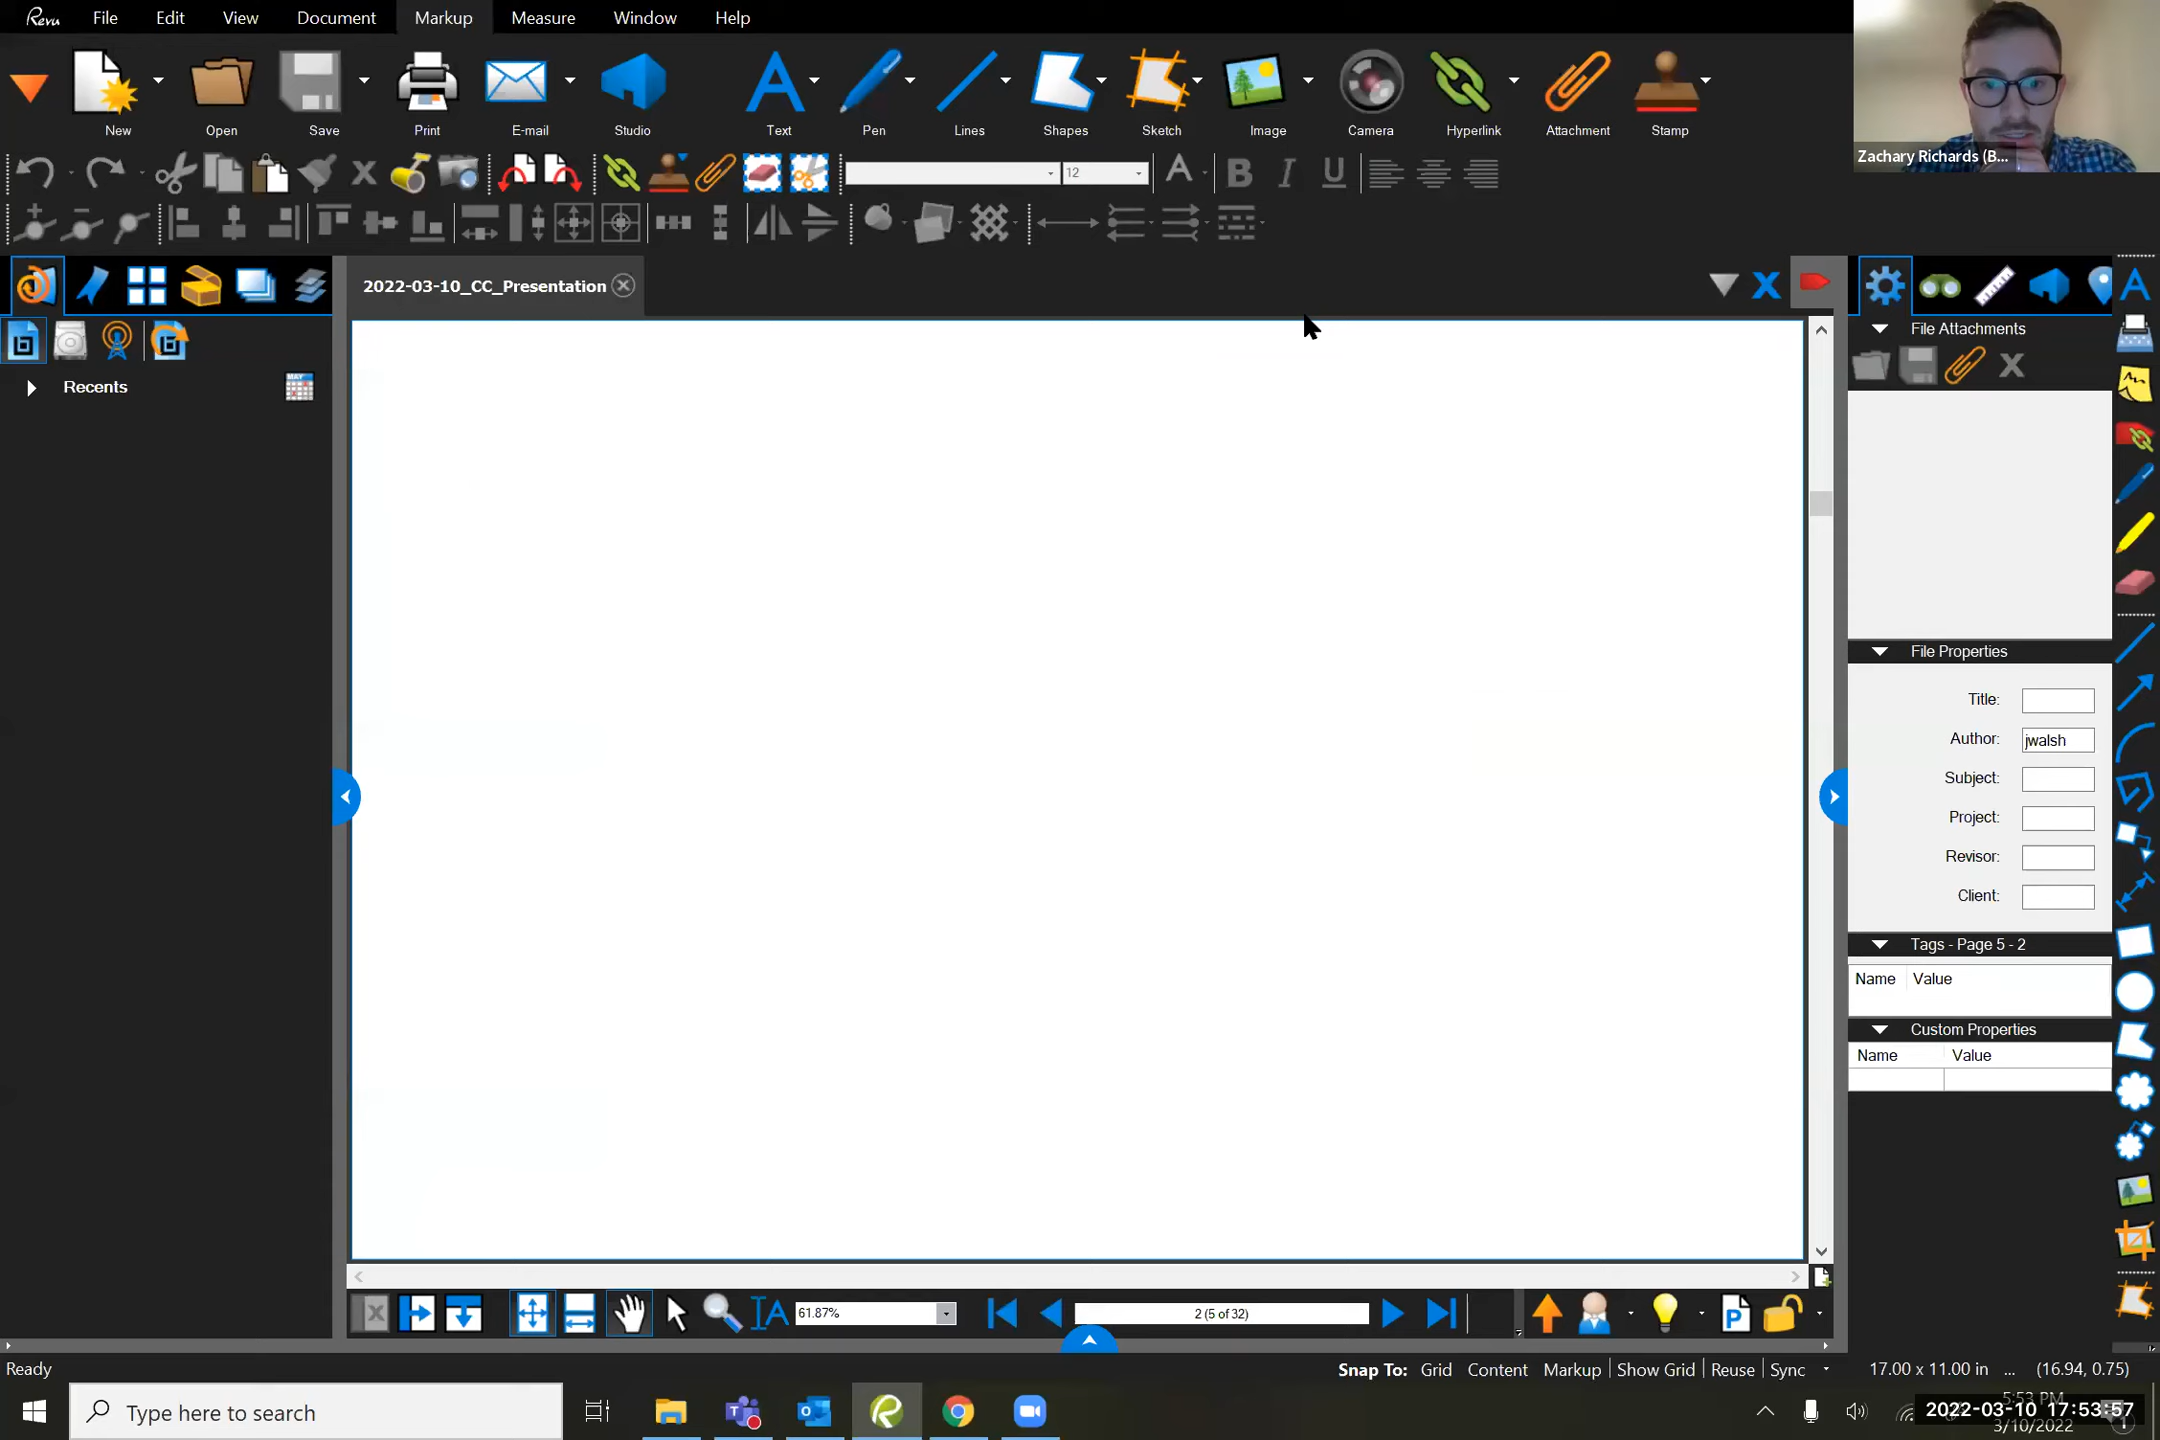 Revu File Edit View Document Markup Measure Window Help
New Open Save Print E-mail Studio Text Pen Lines Shapes Sketch Image Camera Hyperlink Attachment Stamp
Zachary Richards (B...
12
2022-03-10_CC_Presentation
Recents
File Attachments
File Properties
Title:
Author: jwalsh
Subject:
Project:
Revisor:
Client:
Tags - Page 5 - 2
Name Value
Custom Properties
Name Value
61.87%
2 (5 of 32)
Ready
Snap To: Grid Content Markup Show Grid Reuse Sync 17.00 x 11.00 in ... (16.94, 0.75)
Type here to search
5:53 PM
2022-03-10 17:53:57
3/10/2022